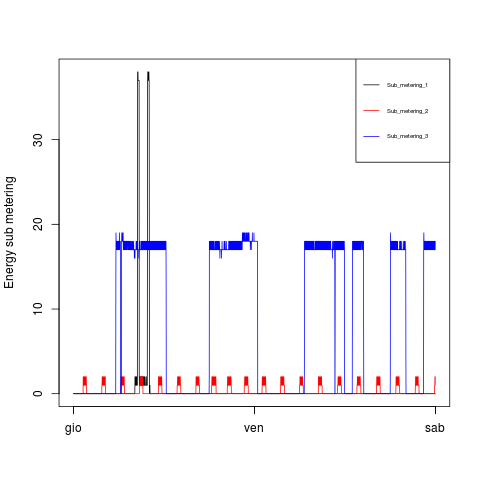 Sub_metering_1
Sub_metering_2
Sub_metering_3
Energy sub metering
30
20
10
0
gio ven sab